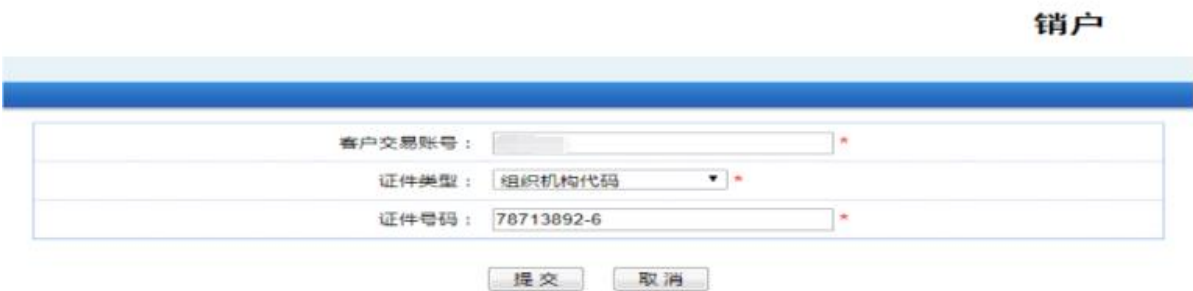 销户
客户交易账号： *
证件类型： 组织机构代码 *
证件号码： 78713892-6 *
提交 取消